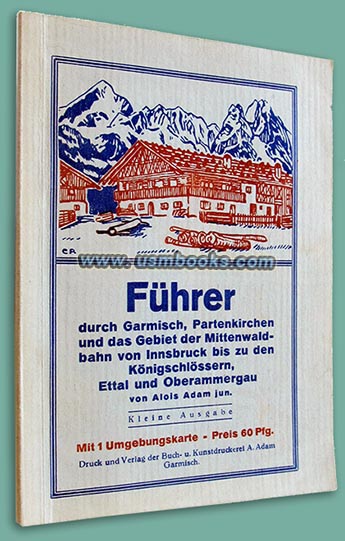 CR
www.usmbooks.com
Führer
durch Garmisch, Partenkirchen
und das Gebiet der Mittenwald-
bahn von Innsbruck bis zu den
Königschlössern,
Ettal und Oberammergau
von Alois Adam jun.
Kleine Ausgabe
Mit 1 Umgebungskarte - Preis 60 Pfg.
Druck und Verlag der Buch- u. Kunstdruckerei A. Adam
Garmisch.